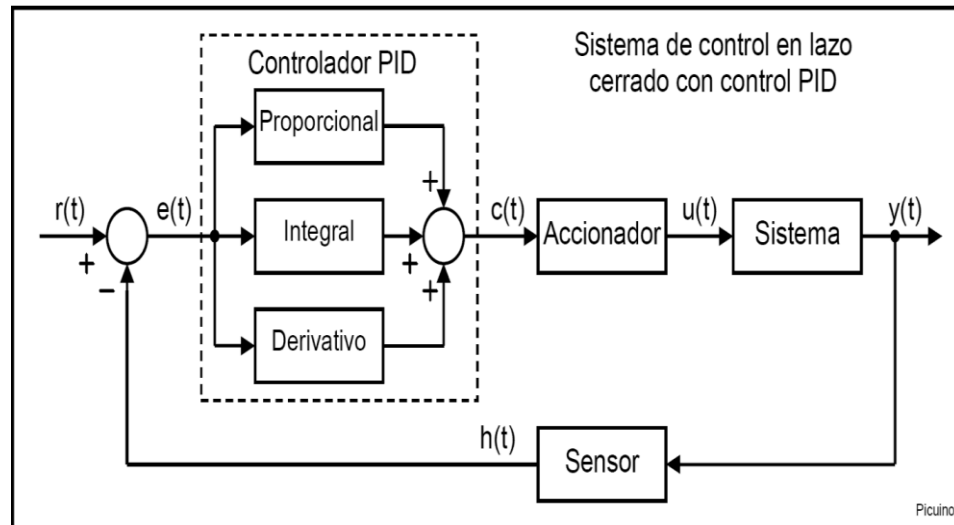 Sistema de control en lazo
cerrado con control PID
Controlador PID
Proporcional
+
r(t)
e(t)
Integral
c(t)
Accionador
u(t)
Sistema
y(t)
+
+
−
+
Derivativo
h(t)
Sensor
Picuino